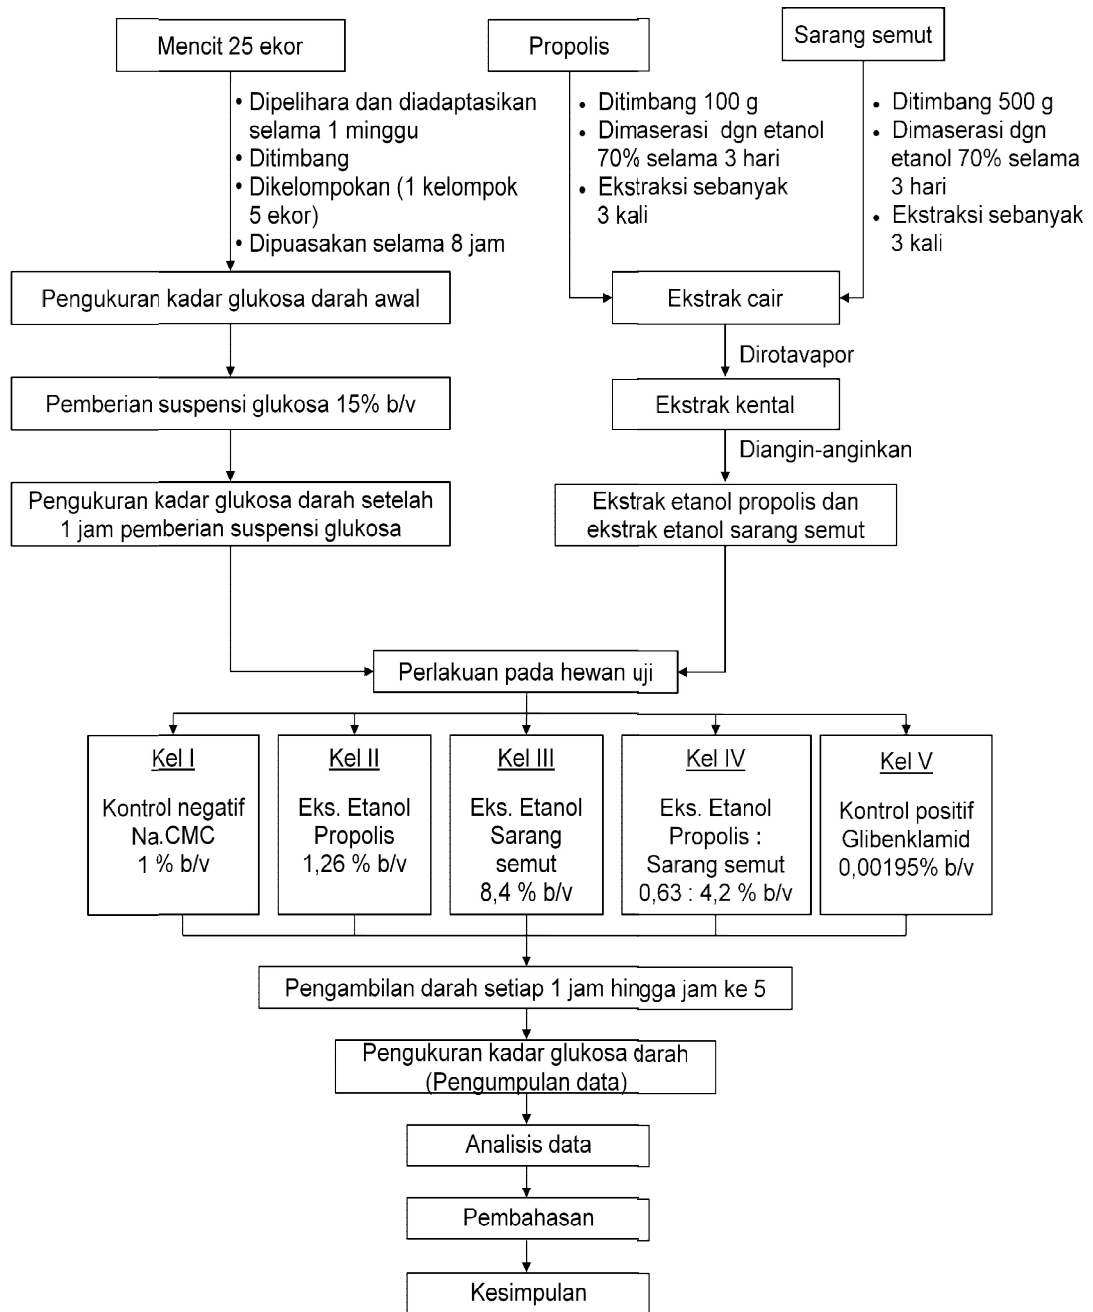 Mencit 25 ekor
• Dipelihara dan diadaptasikan
selama 1 minggu
• Ditimbang
• Dikelompokan (1 kelompok
5 ekor)
• Dipuasakan selama 8 jam
Propolis
• Ditimbang 100 g
• Dimaserasi dgn etanol
70% selama 3 hari
• Ekstraksi sebanyak
3 kali
Sarang semut
• Ditimbang 500 g
• Dimaserasi dgn
etanol 70% selama
3 hari
• Ekstraksi sebanyak
3 kali
Pengukuran kadar glukosa darah awal
Pemberian suspensi glukosa 15% b/v
Pengukuran kadar glukosa darah setelah
1 jam pemberian suspensi glukosa
Ekstrak cair
Dirotavapor
Ekstrak kental
Diangin-anginkan
Ekstrak etanol propolis dan
ekstrak etanol sarang semut
Perlakuan pada hewan uji
Kel I
Kontrol negatif
Na.CMC
1 % b/v
Kel II
Eks. Etanol
Propolis
1,26 % b/v
Kel III
Eks. Etanol
Sarang
semut
8,4 % b/v
Kel IV
Eks. Etanol
Propolis :
Sarang semut
0,63 : 4,2 % b/v
Kel V
Kontrol positif
Glibenklamid
0,00195% b/v
Pengambilan darah setiap 1 jam hingga jam ke 5
Pengukuran kadar glukosa darah
(Pengumpulan data)
Analisis data
Pembahasan
Kesimpulan